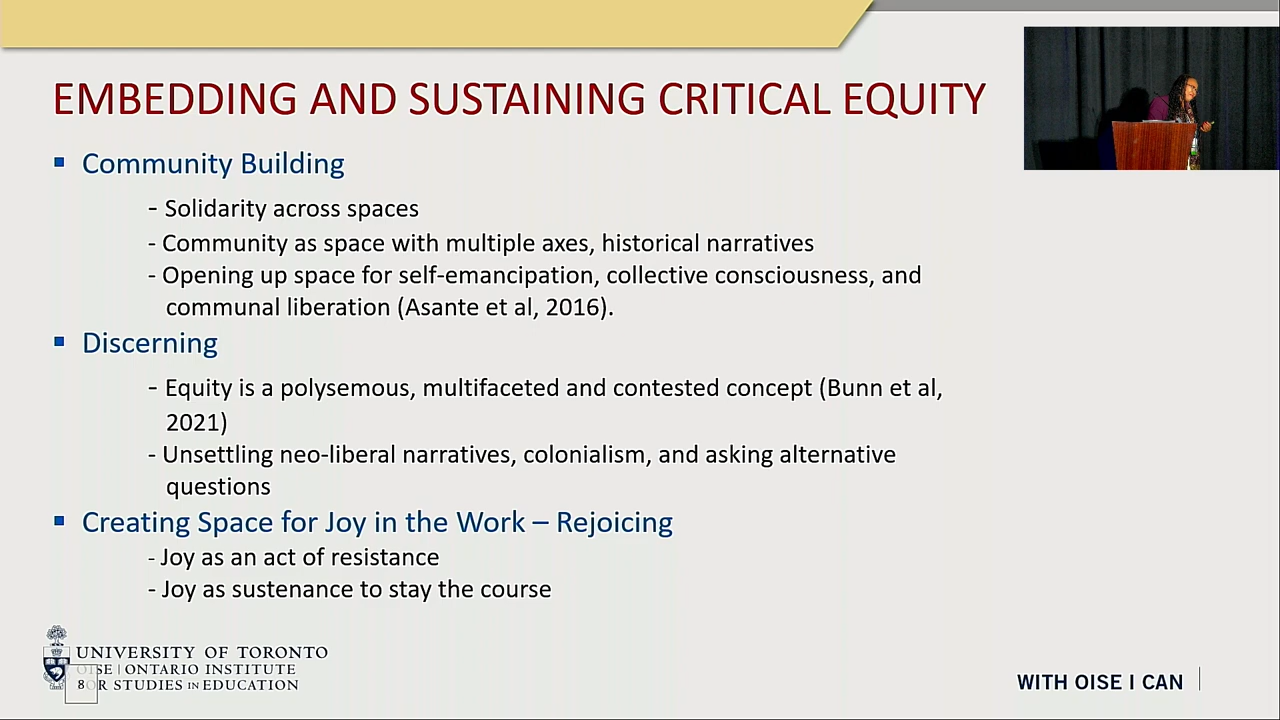 EMBEDDING AND SUSTAINING CRITICAL EQUITY
▪ Community Building
- Solidarity across spaces
- Community as space with multiple axes, historical narratives
- Opening up space for self-emancipation, collective consciousness, and
communal liberation (Asante et al, 2016).
▪ Discerning
- Equity is a polysemous, multifaceted and contested concept (Bunn et al,
2021)
- Unsettling neo-liberal narratives, colonialism, and asking alternative
questions
▪ Creating Space for Joy in the Work – Rejoicing
- Joy as an act of resistance
- Joy as sustenance to stay the course
UNIVERSITY OF TORONTO
OISE | ONTARIO INSTITUTE
FOR STUDIES IN EDUCATION
8
WITH OISE I CAN